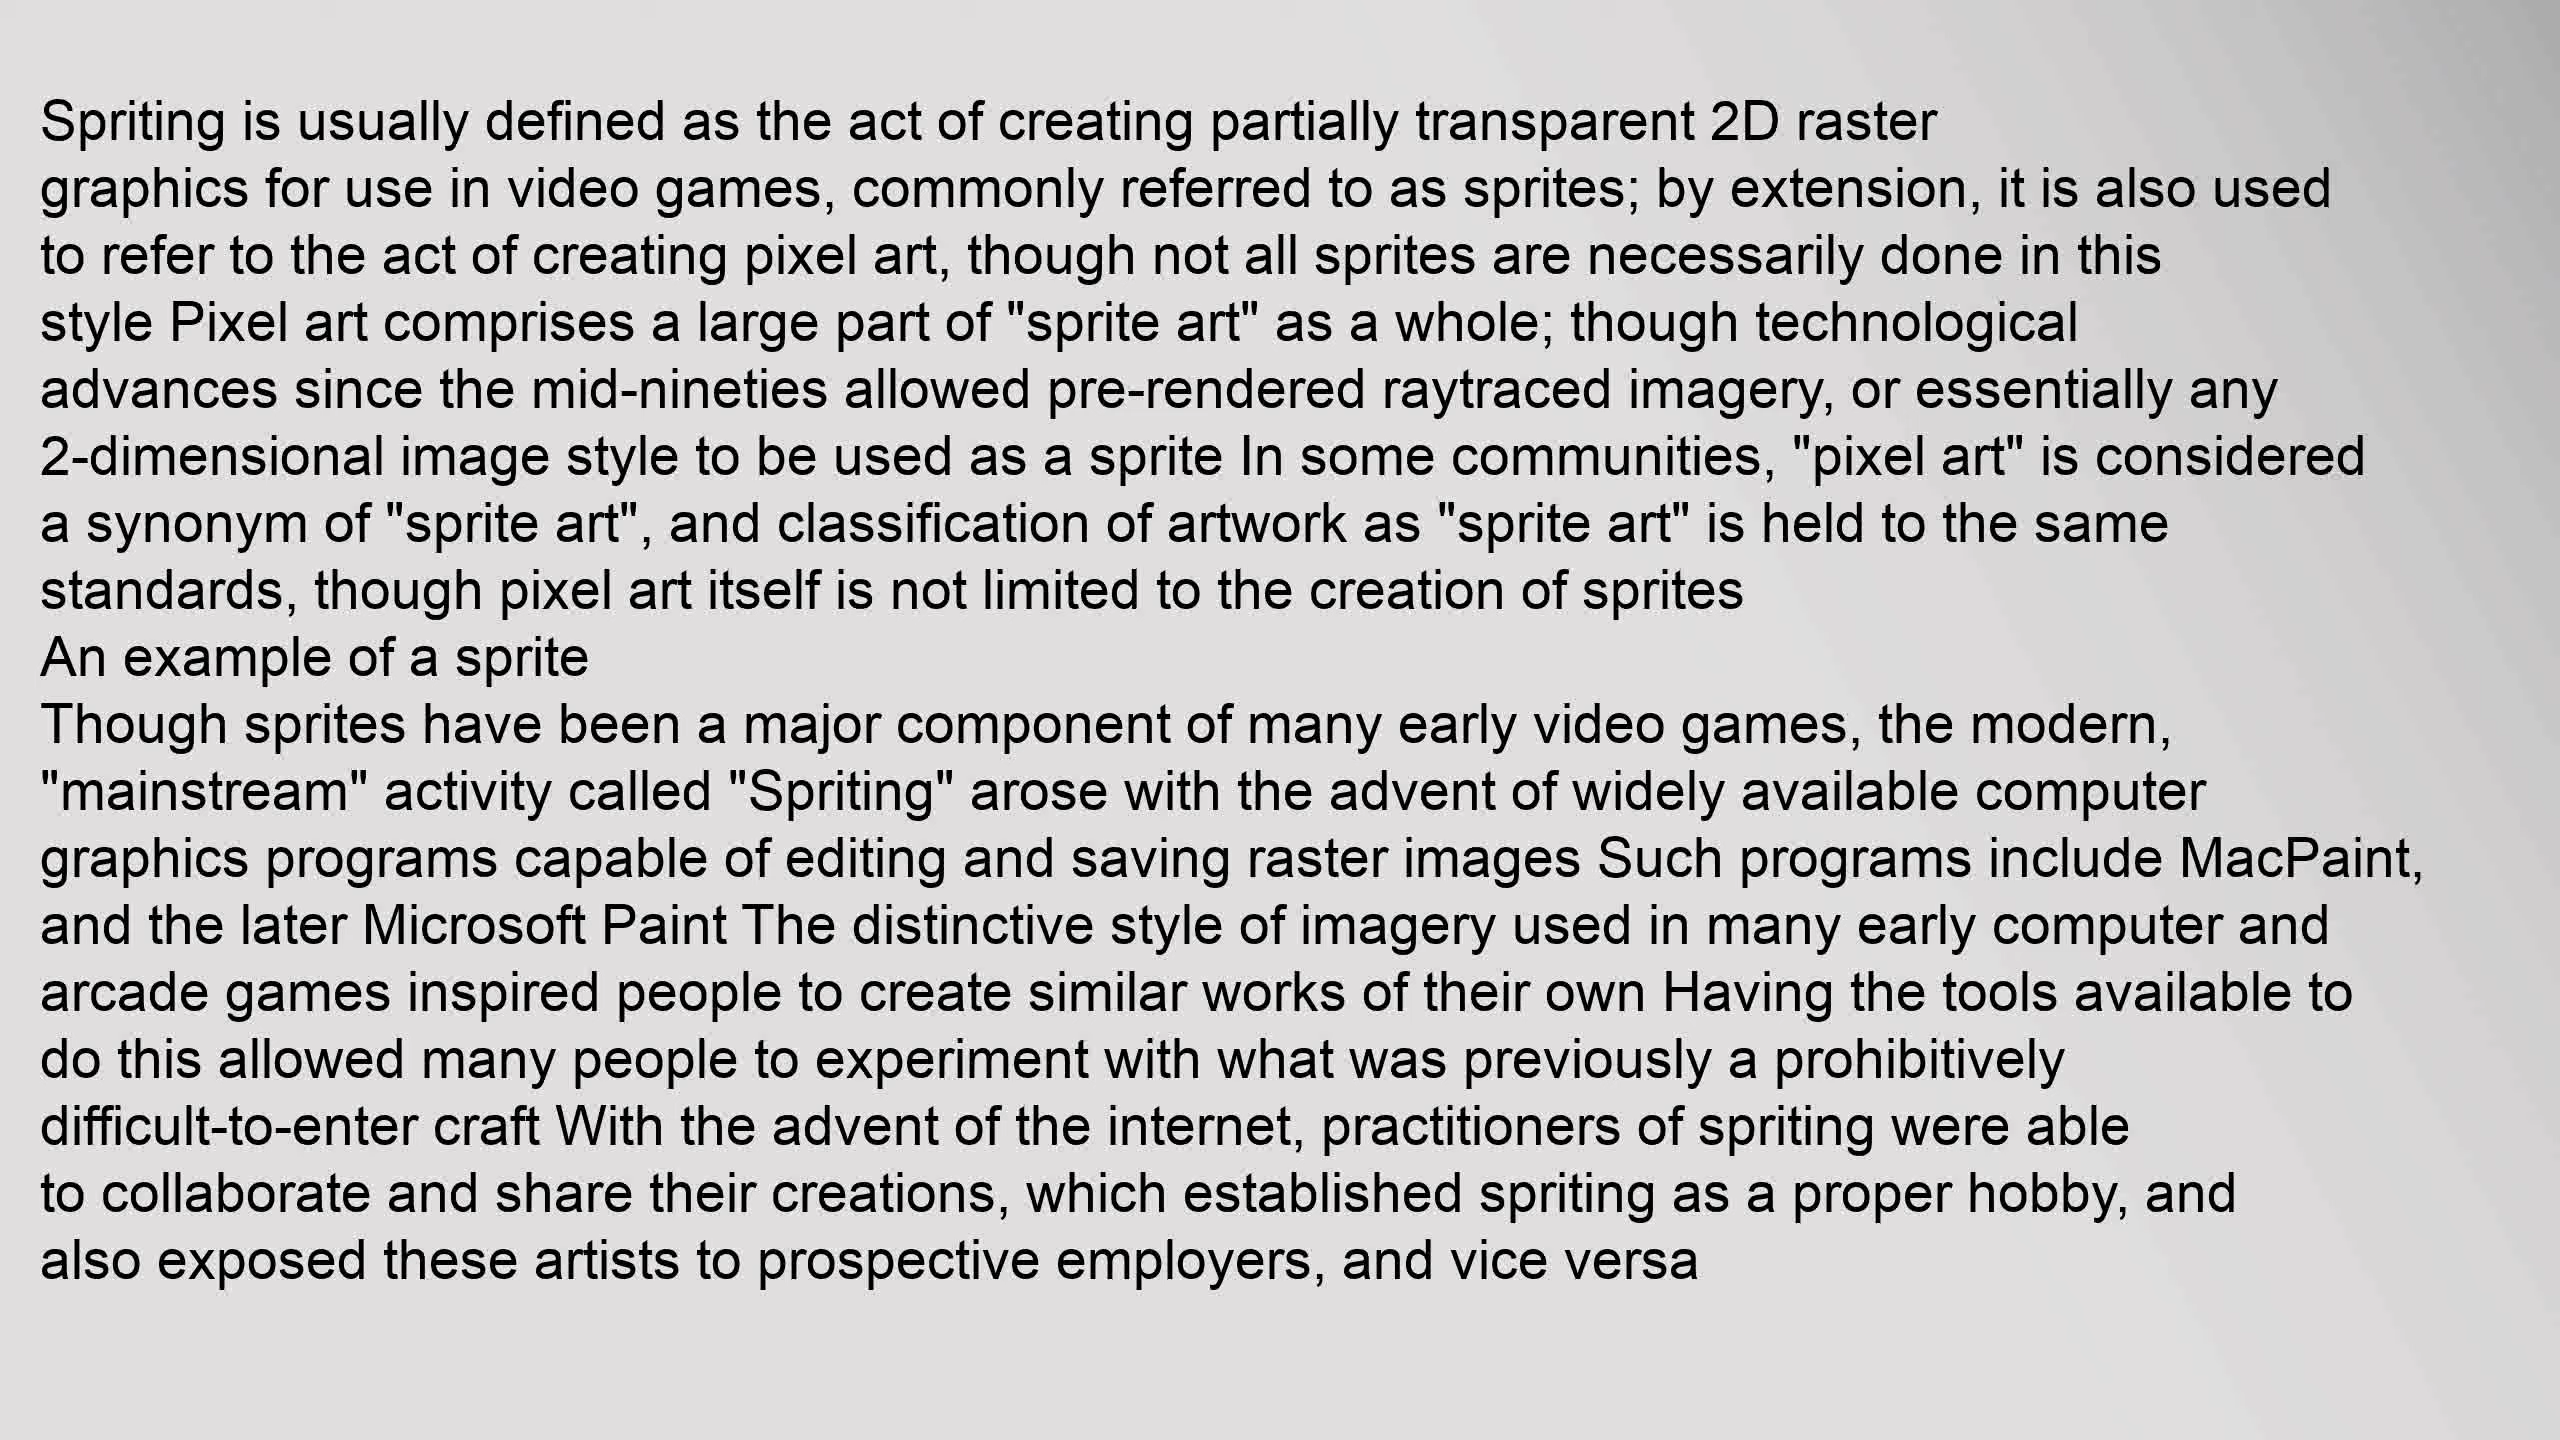 Spriting is usually defined as the act of creating partially transparent 2D raster
graphics for use in video games, commonly referred to as sprites; by extension, it is also used
to refer to the act of creating pixel art, though not all sprites are necessarily done in this
style Pixel art comprises a large part of "sprite art" as a whole; though technological
advances since the mid-nineties allowed pre-rendered raytraced imagery, or essentially any
2-dimensional image style to be used as a sprite In some communities, "pixel art" is considered
a synonym of "sprite art", and classification of artwork as "sprite art" is held to the same
standards, though pixel art itself is not limited to the creation of sprites
An example of a sprite
Though sprites have been a major component of many early video games, the modern,
"mainstream" activity called "Spriting" arose with the advent of widely available computer
graphics programs capable of editing and saving raster images Such programs include MacPaint,
and the later Microsoft Paint The distinctive style of imagery used in many early computer and
arcade games inspired people to create similar works of their own Having the tools available to
do this allowed many people to experiment with what was previously a prohibitively
difficult-to-enter craft With the advent of the internet, practitioners of spriting were able
to collaborate and share their creations, which established spriting as a proper hobby, and
also exposed these artists to prospective employers, and vice versa